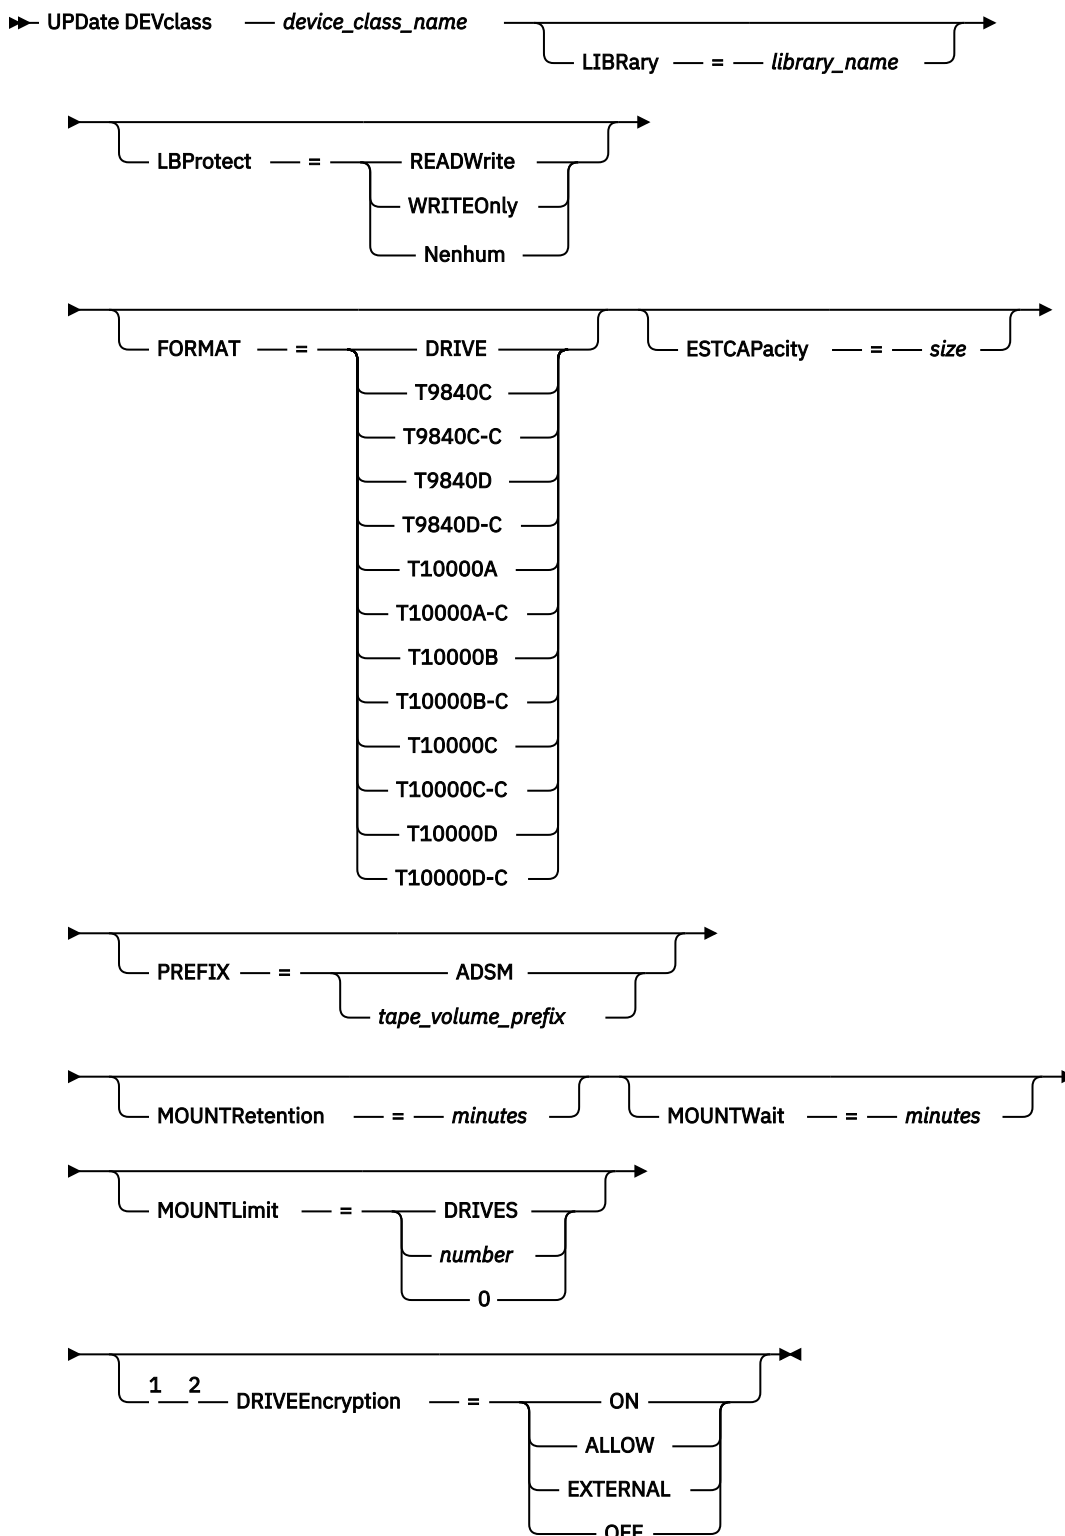 UPDate DEVclass device_class_name
LIBRary = library_name
LBProtect = READWrite
WRITEOnly
Nenhum
FORMAT = DRIVE ESTCAPacity = size
T9840C
T9840C-C
T9840D
T9840D-C
T10000A
T10000A-C
T10000B
T10000B-C
T10000C
T10000C-C
T10000D
T10000D-C
PREFIX = ADSM
tape_volume_prefix
MOUNTRetention = minutes MOUNTWait = minutes
MOUNTLimit = DRIVES
number
0
1 2
DRIVEEncryption = ON
ALLOW
EXTERNAL
OFF